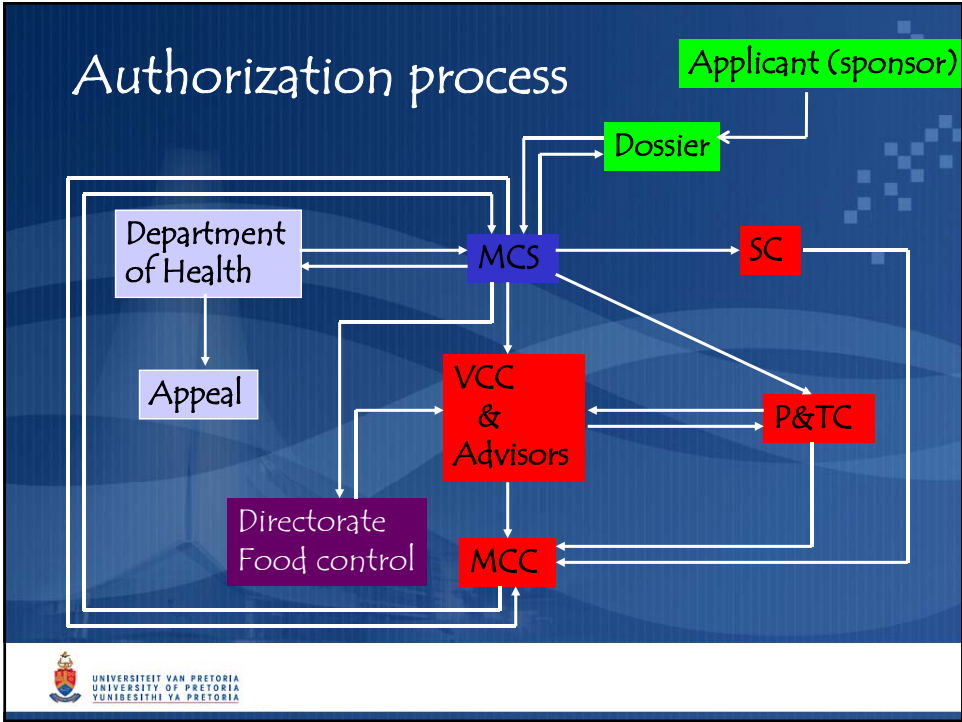 Authorization process
Applicant (sponsor)
Dossier
Department
of Health
MCS
SC
Appeal
VCC
&
Advisors
P&TC
Directorate
Food control
MCC
UNIVERSITEIT VAN PRETORIA
UNIVERSITY OF PRETORIA
YUNIBESITHI YA PRETORIA